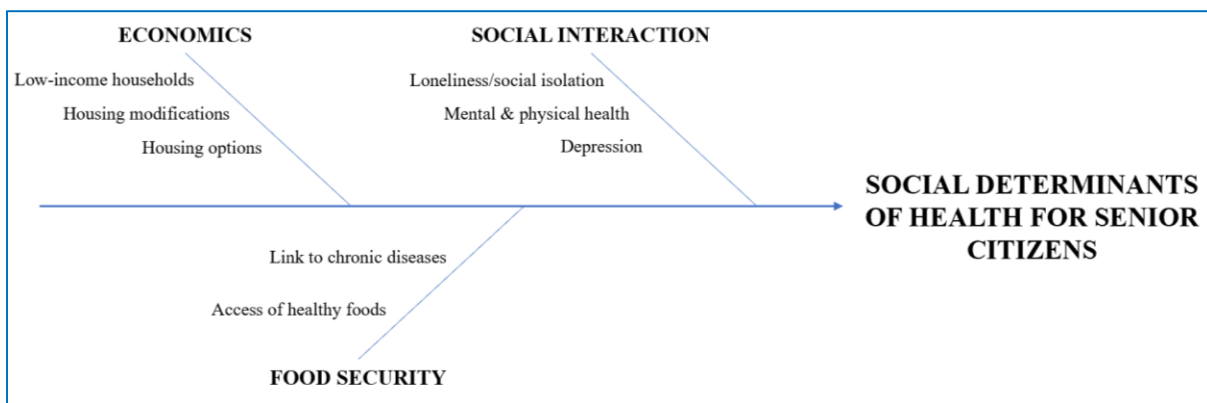 ECONOMICS
Low-income households
Housing modifications
Housing options
SOCIAL INTERACTION
Loneliness/social isolation
Mental & physical health
Depression
SOCIAL DETERMINANTS
OF HEALTH FOR SENIOR
CITIZENS
Link to chronic diseases
Access of healthy foods
FOOD SECURITY